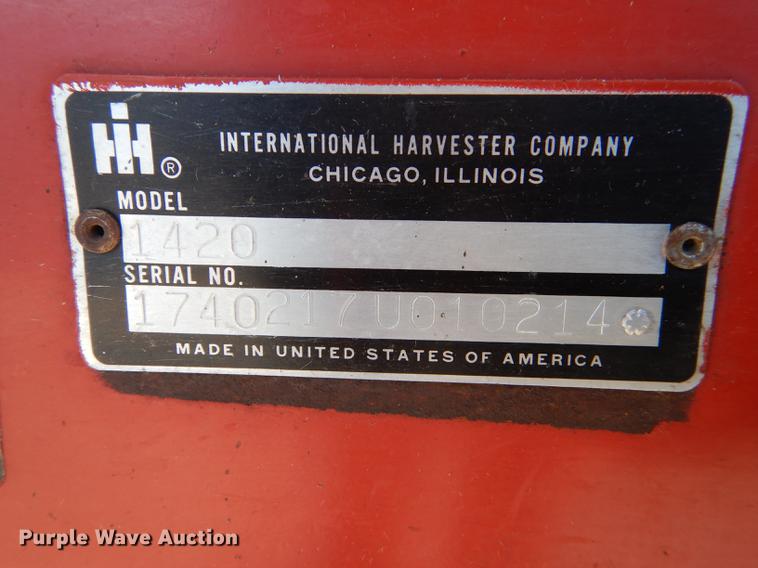 IH ®
INTERNATIONAL HARVESTER COMPANY
CHICAGO, ILLINOIS
MODEL
1420
SERIAL NO.
1740217U010214
MADE IN UNITED STATES OF AMERICA
Purple Wave Auction